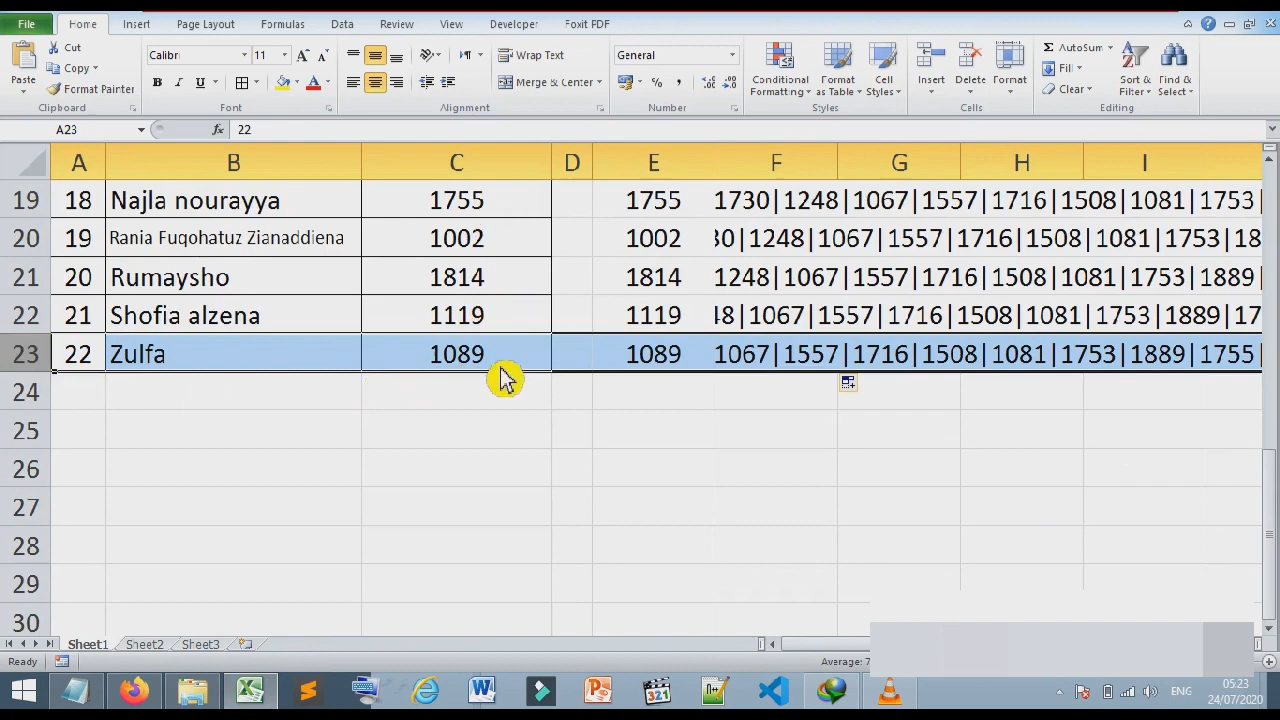 File Home Insert Page Layout Formulas Data Review View Developer Foxit PDF
Cut Calibri 11 Wrap Text General AutoSum
Copy Fill
Paste Format Painter B I U Merge & Center % , Conditional Formatting Format as Table Cell Styles Insert Delete Format Clear Sort & Filter Find & Select
Clipboard Font Alignment Number Styles Cells Editing
A23 fx 22
A B C D E F G H I
19 18 Najla nourayya 1755 1755 1730|1248|1067|1557|1716|1508|1081|1753|
20 19 Rania Fuqohatuz Zianaddiena 1002 1002 30|1248|1067|1557|1716|1508|1081|1753|18
21 20 Rumaysho 1814 1814 1248|1067|1557|1716|1508|1081|1753|1889
22 21 Shofia alzena 1119 1119 48|1067|1557|1716|1508|1081|1753|1889|17
23 22 Zulfa 1089 1089 1067|1557|1716|1508|1081|1753|1889|1755
24
25
26
27
28
29
30
Sheet1 Sheet2 Sheet3
Ready Average: 7
321 ENG 05:23
24/07/2020